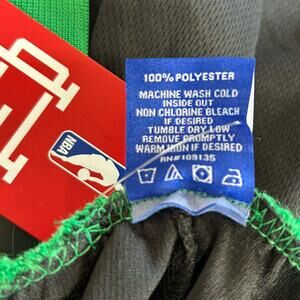 100% POLYESTER
MACHINE WASH COLD
INSIDE OUT
NON CHLORINE BLEACH
IF DESIRED
TUMBLE DRY LOW
REMOVE PROMPTLY
WARM IRON IF DESIRED
RN#109135
NBA